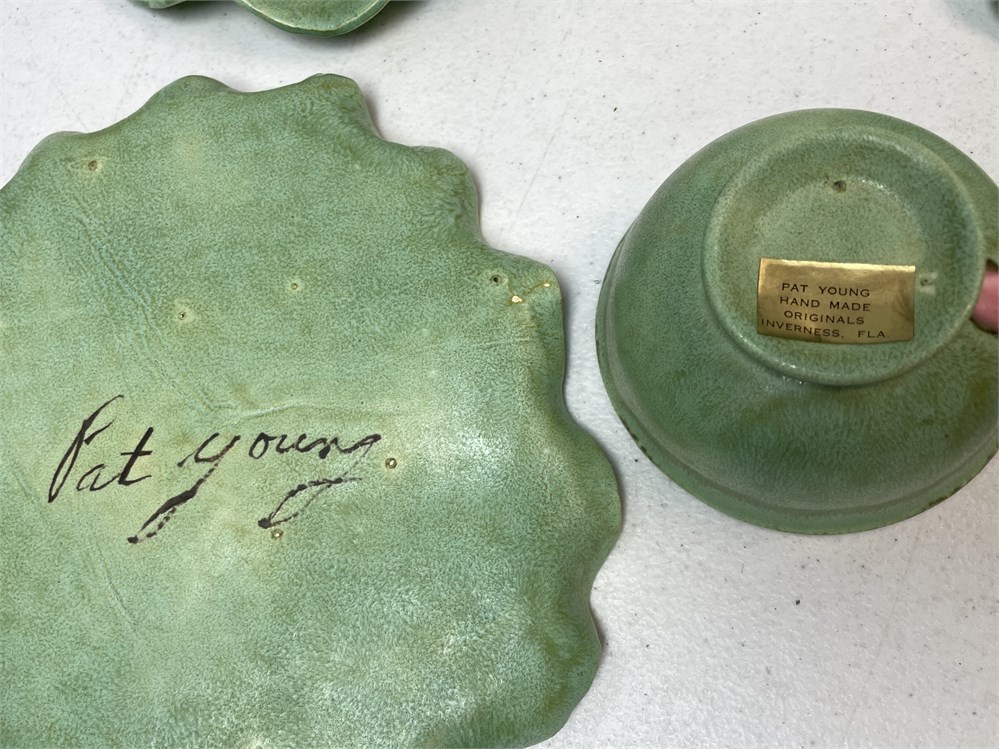 Pat Young
PAT YOUNG
HAND MADE
ORIGINALS
INVERNESS, FLA.